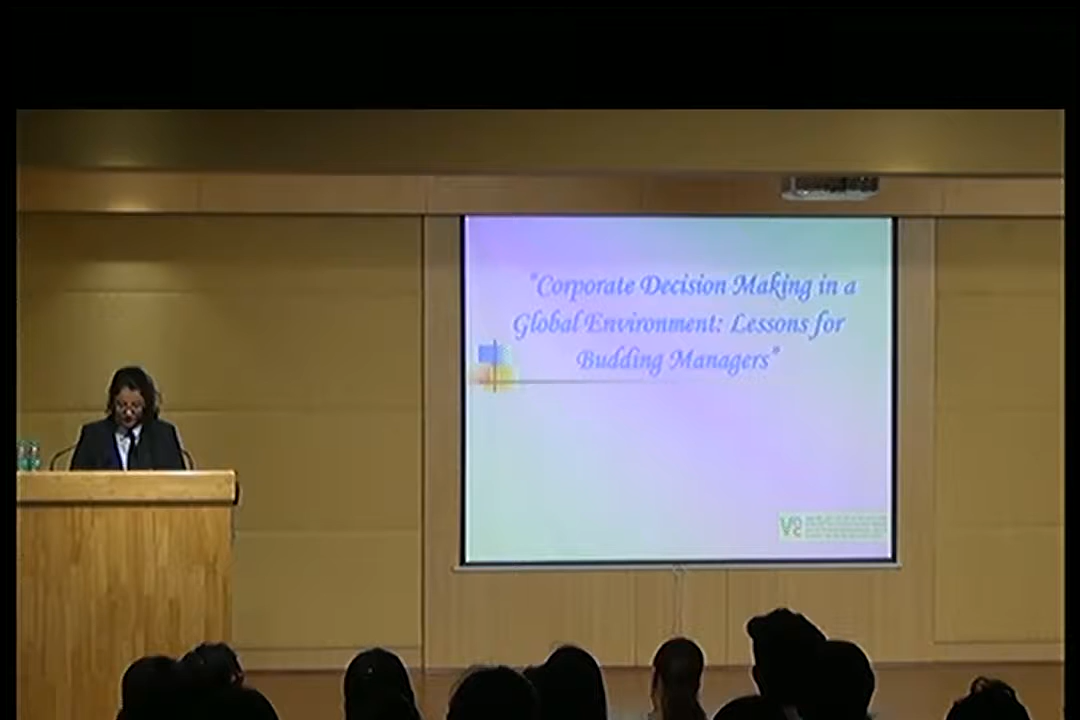 "Corporate Decision Making in a
Global Environment: Lessons for
Budding Managers"